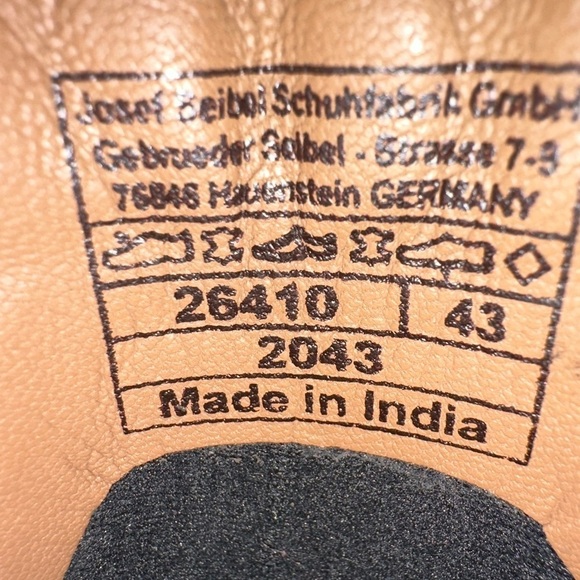 Josef Seibel Schuhfabrik GmbH
Gebrueder Seibel - Strasse 7-9
76846 Hauenstein GERMANY
26410 43
2043
Made in India